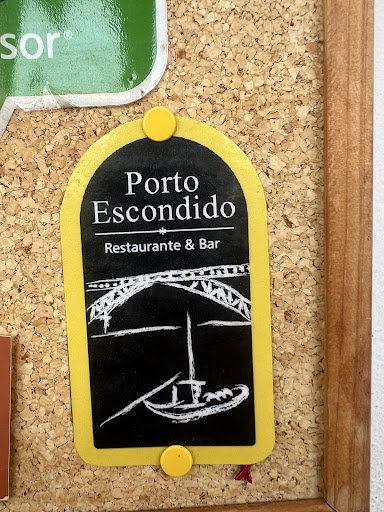 sor®
Porto
Escondido
Restaurante & Bar